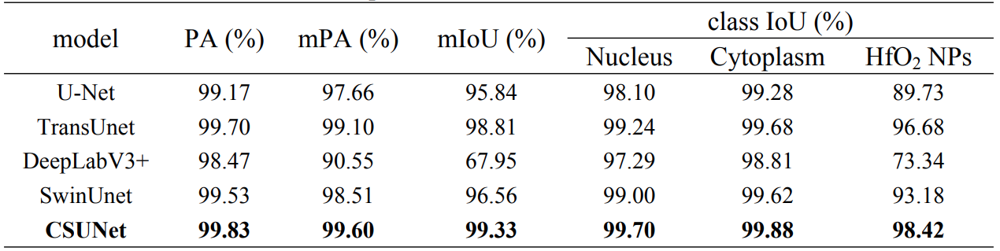 model PA (%) mPA (%) mIoU (%) class IoU (%)
Nucleus Cytoplasm HfO₂ NPs
U-Net 99.17 97.66 95.84 98.10 99.28 89.73
TransUnet 99.70 99.10 98.81 99.24 99.68 96.68
DeepLabV3+ 98.47 90.55 67.95 97.29 98.81 73.34
SwinUnet 99.53 98.51 96.56 99.00 99.62 93.18
CSUNet 99.83 99.60 99.33 99.70 99.88 98.42